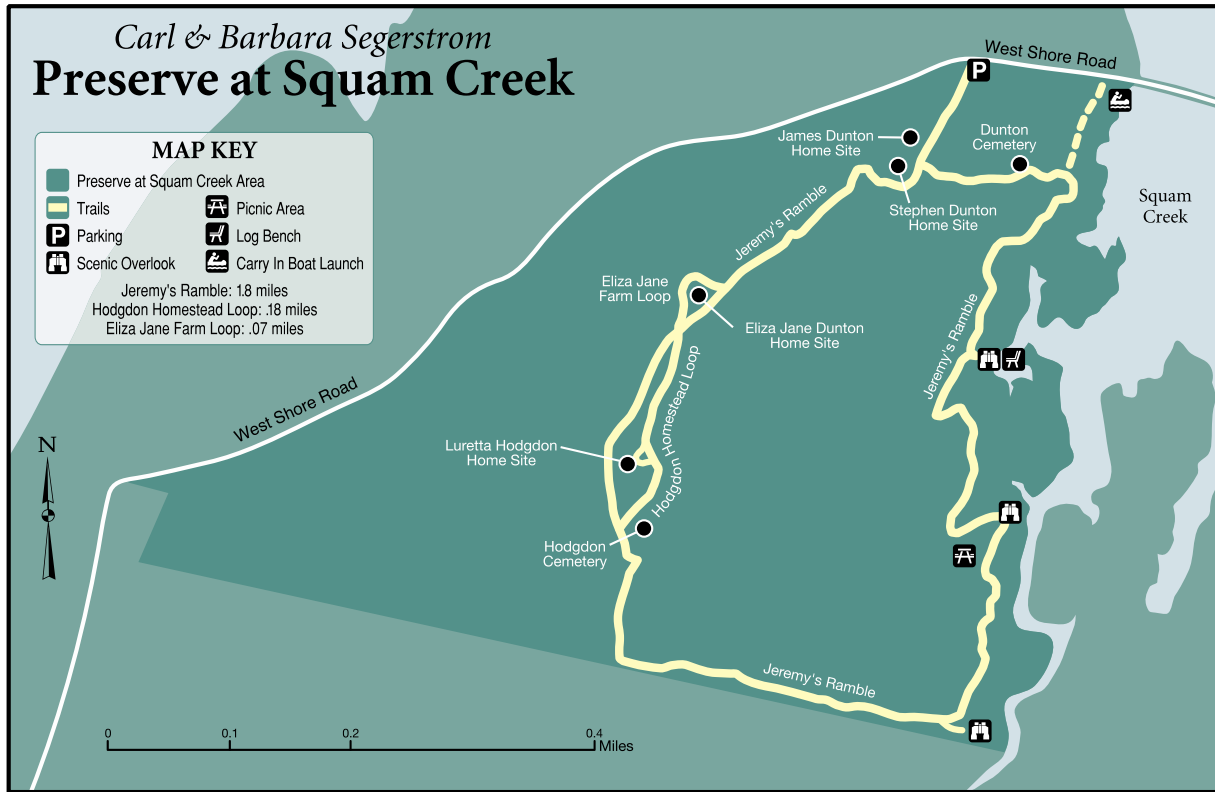 Carl & Barbara Segerstrom
Preserve at Squam Creek
MAP KEY
Preserve at Squam Creek Area
Trails
Picnic Area
P
Parking
Log Bench
Scenic Overlook
Carry In Boat Launch
Jeremy's Ramble: 1.8 miles
Hodgdon Homestead Loop: .18 miles
Eliza Jane Farm Loop: .07 miles
West Shore Road
P
James Dunton
Home Site
Dunton
Cemetery
Stephen Dunton
Home Site
Squam
Creek
Jeremy's Ramble
Eliza Jane
Farm Loop
Eliza Jane Dunton
Home Site
Jeremy's Ramble
West Shore Road
Hodgdon Homestead Loop
Luretta Hodgdon
Home Site
N
Hodgdon
Cemetery
Jeremy's Ramble
0
0.1
0.2
0.4
Miles